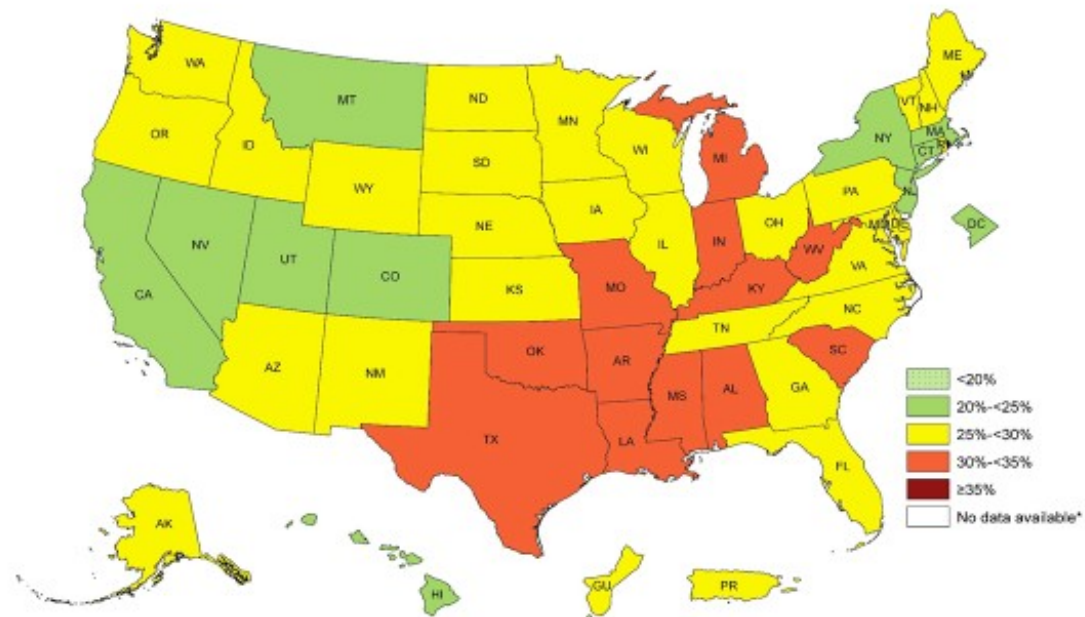 WA
MT
ND
MN
ME
VT
NH
OR
ID
SD
WI
MI
NY
MA
CT
WY
IA
PA
NE
IL
IN
OH
DE
DC
NV
UT
CO
KS
MO
WV
VA
KY
CA
NC
TN
AZ
NM
OK
AR
SC
MS
AL
GA
TX
LA
FL
AK
HI
GU
PR
<20%
20%-<25%
25%-<30%
30%-<35%
≥35%
No data available*